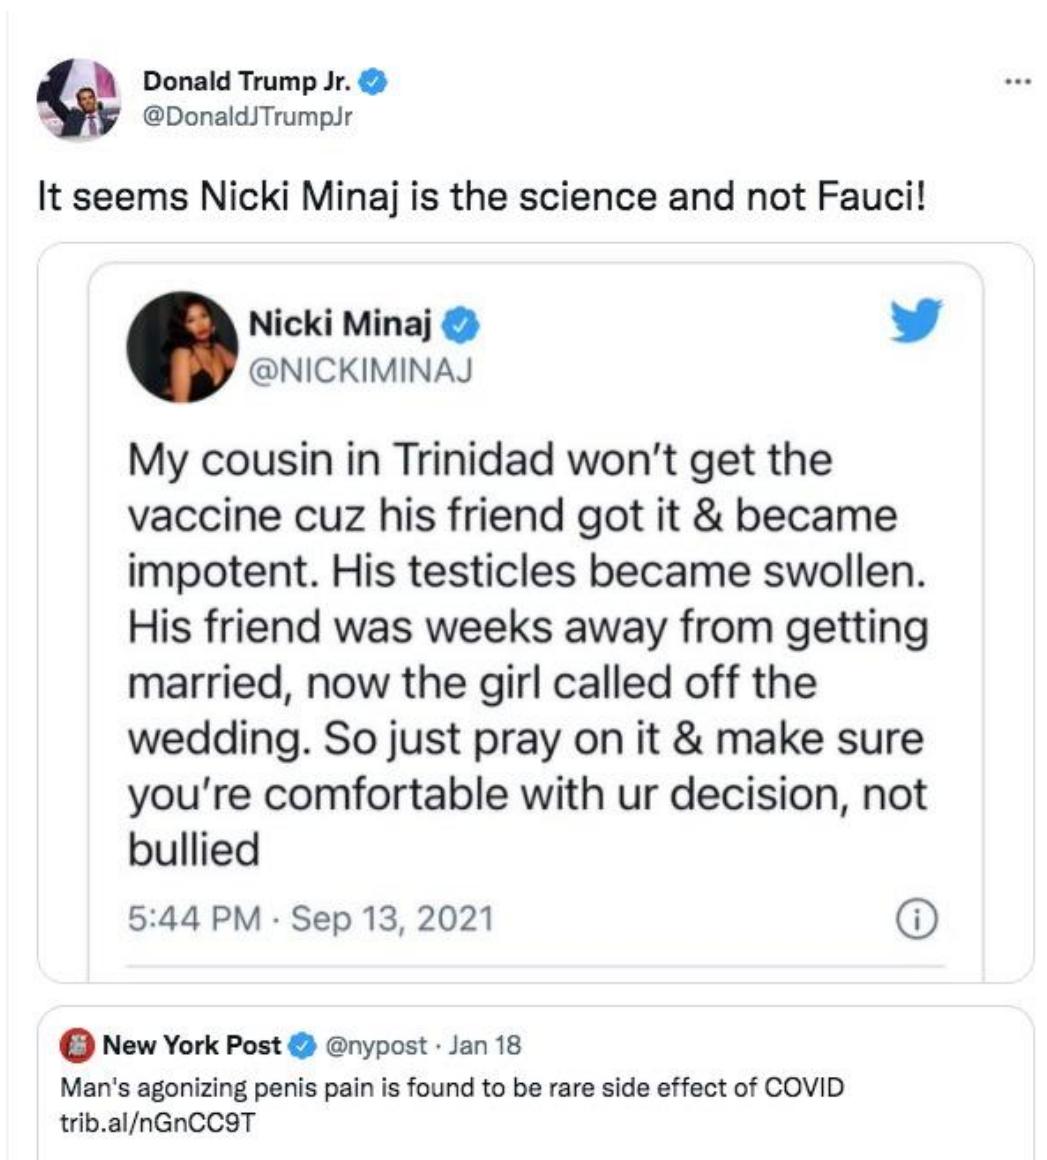 Donald Trump Jr.
@DonaldJTrumpJr
It seems Nicki Minaj is the science and not Fauci!
Nicki Minaj
@NICKIMINAJ
My cousin in Trinidad won’t get the
vaccine cuz his friend got it & became
impotent. His testicles became swollen.
His friend was weeks away from getting
married, now the girl called off the
wedding. So just pray on it & make sure
you’re comfortable with ur decision, not
bullied
5:44 PM · Sep 13, 2021
New York Post @nypost · Jan 18
Man's agonizing penis pain is found to be rare side effect of COVID
trib.al/nGnCC9T